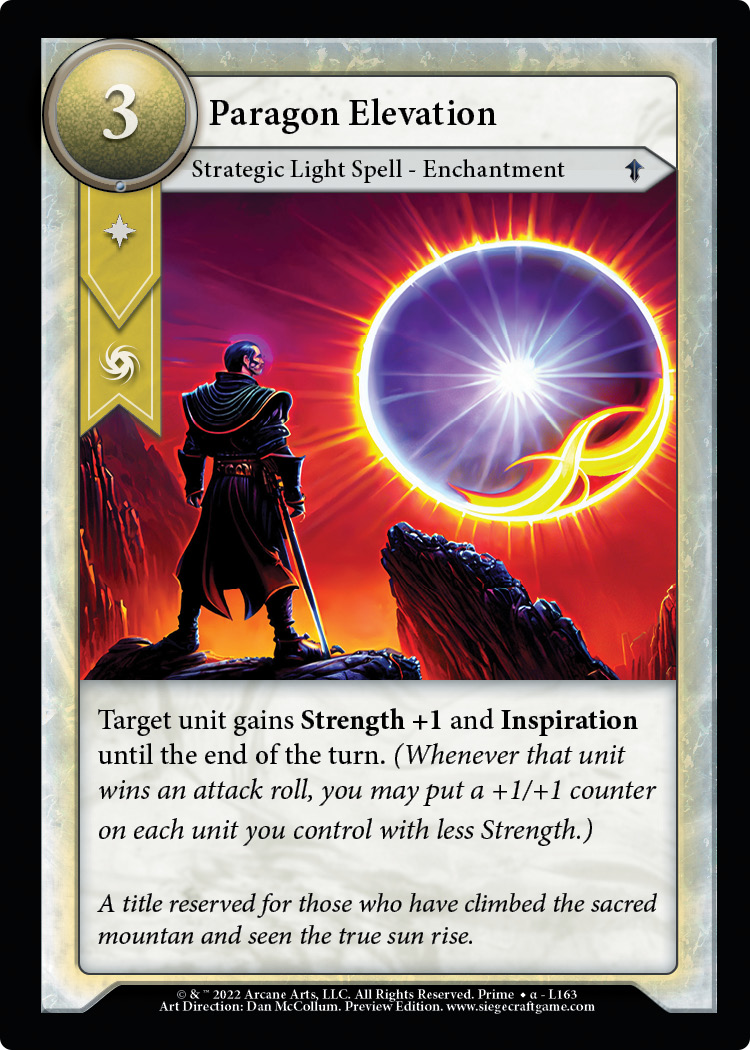 3
Paragon Elevation
Strategic Light Spell - Enchantment
Target unit gains Strength +1 and Inspiration
until the end of the turn. (Whenever that unit
wins an attack roll, you may put a +1/+1 counter
on each unit you control with less Strength.)
A title reserved for those who have climbed the sacred
mountan and seen the true sun rise.
© & ™ 2022 Arcane Arts, LLC. All Rights Reserved. Prime ⬥ α - L163
Art Direction: Dan McCollum. Preview Edition. www.siegecraftgame.com